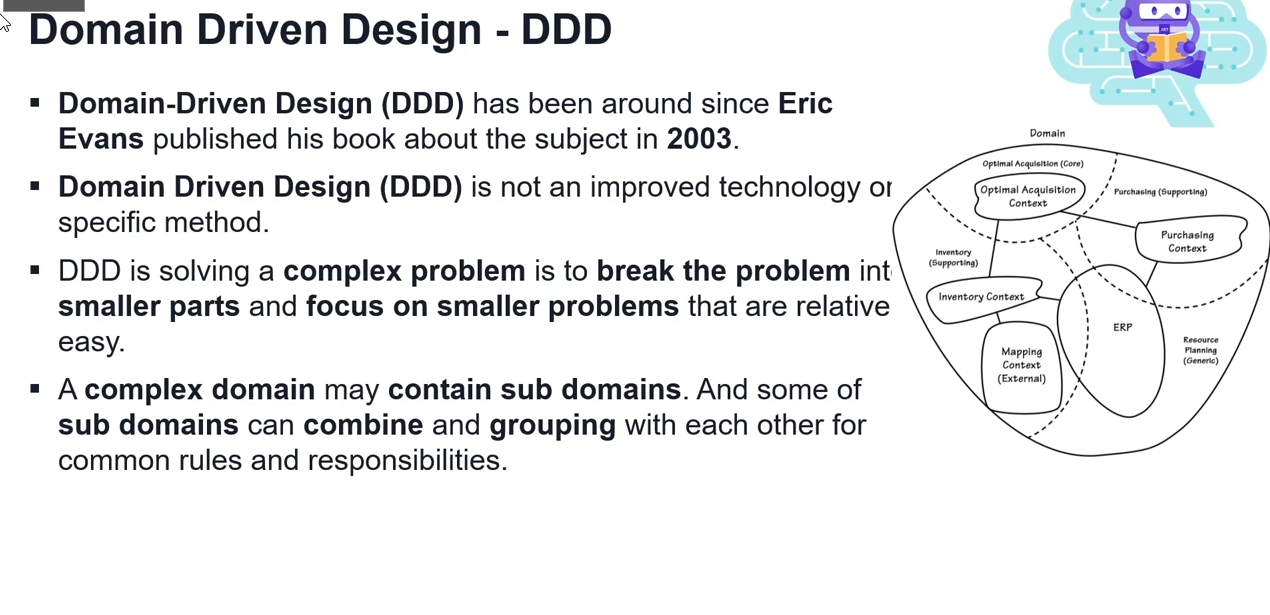 Domain Driven Design - DDD
▪ Domain-Driven Design (DDD) has been around since Eric
Evans published his book about the subject in 2003.
▪ Domain Driven Design (DDD) is not an improved technology or
specific method.
▪ DDD is solving a complex problem is to break the problem int
smaller parts and focus on smaller problems that are relative
easy.
▪ A complex domain may contain sub domains. And some of
sub domains can combine and grouping with each other for
common rules and responsibilities.
Domain
Optimal Acquisition (Core)
Optimal Acquisition
Context
Purchasing (Supporting)
Purchasing
Context
Inventory
(Supporting)
Inventory Context
ERP
Mapping
Context
(External)
Resource
Planning
(Generic)
.NET